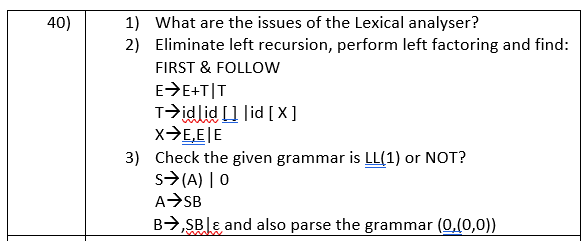 40) 1) What are the issues of the Lexical analyser?
2) Eliminate left recursion, perform left factoring and find:
FIRST & FOLLOW
E→E+T|T
T→id|id [ ] |id [ X ]
X→E,E|E
3) Check the given grammar is LL(1) or NOT?
S→(A) | 0
A→SB
B→,SB|ε and also parse the grammar (0,(0,0))